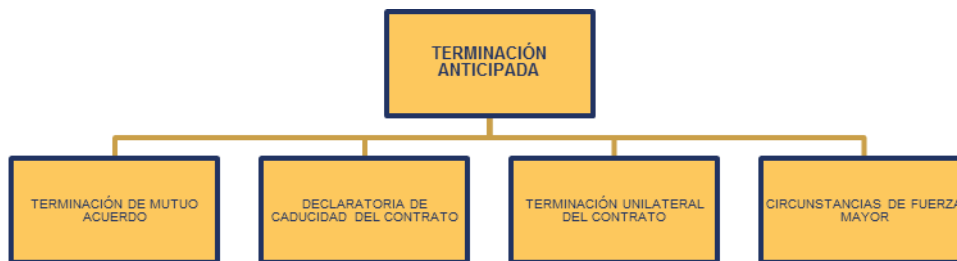 TERMINACIÓN
ANTICIPADA
TERMINACIÓN DE MUTUO
ACUERDO
DECLARATORIA DE
CADUCIDAD DEL CONTRATO
TERMINACIÓN UNILATERAL
DEL CONTRATO
CIRCUNSTANCIAS DE FUERZA
MAYOR